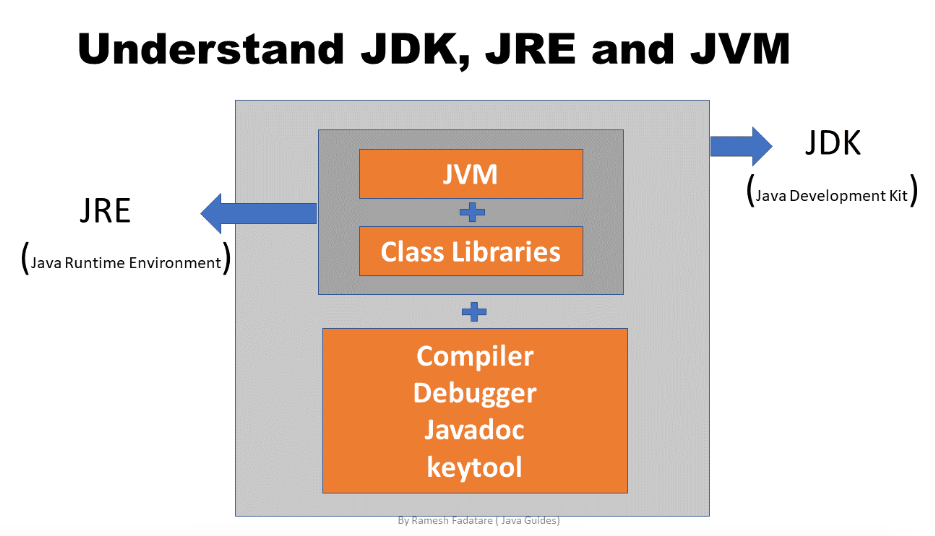 Understand JDK, JRE and JVM
JVM
Class Libraries
JDK
(Java Development Kit)
JRE
(Java Runtime Environment)
Compiler
Debugger
Javadoc
keytool
By Ramesh Fadatare ( Java Guides)